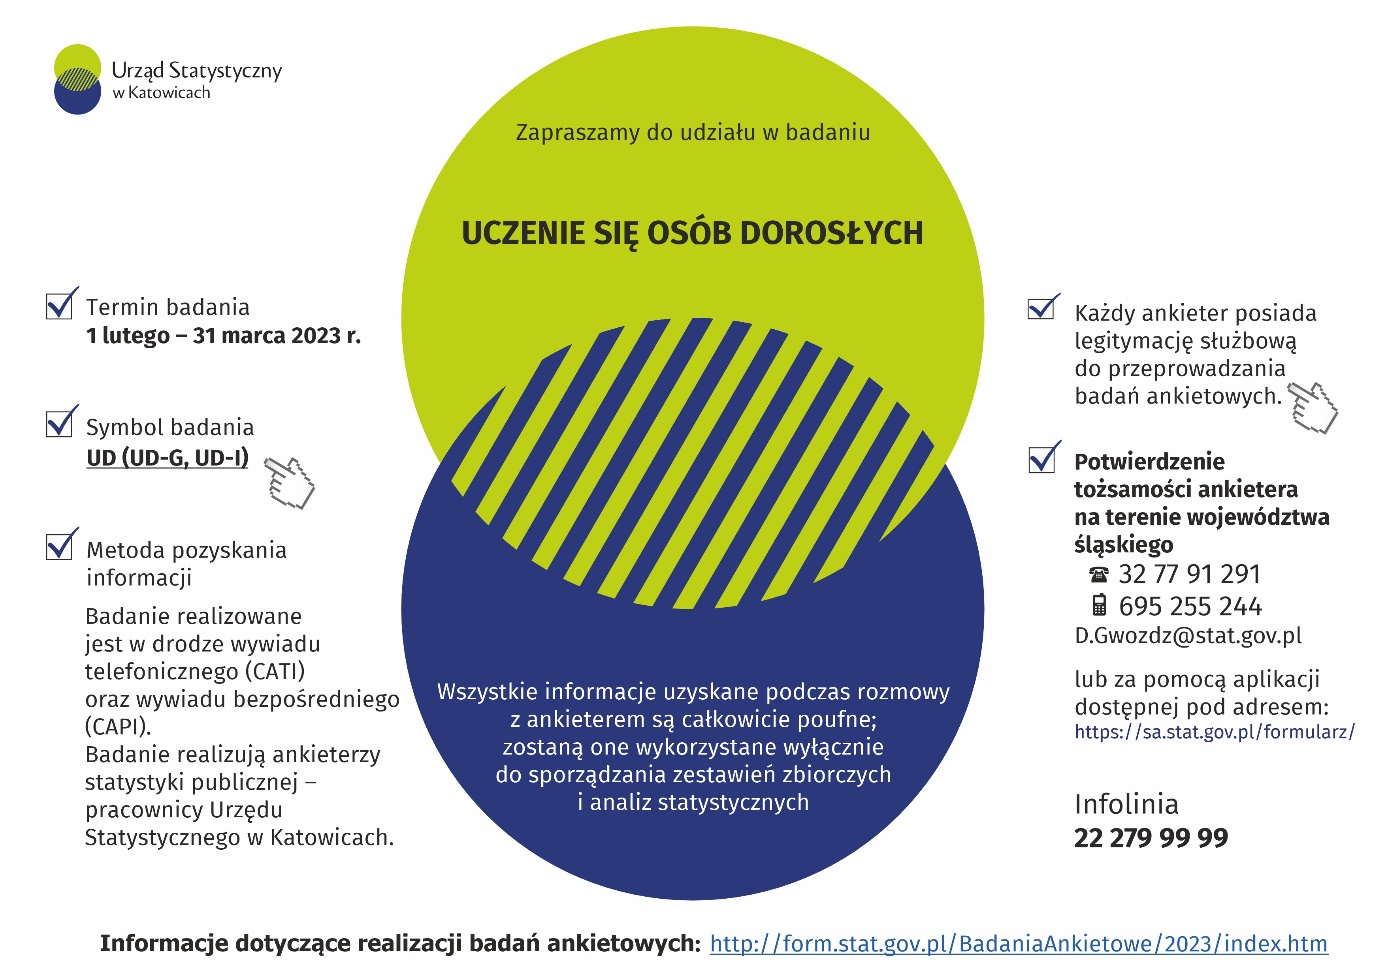 Urząd Statystyczny
w Katowicach
Zapraszamy do udziału w badaniu
UCZENIE SIĘ OSÓB DOROSŁYCH
Termin badania
1 lutego – 31 marca 2023 r.
Symbol badania
UD (UD-G, UD-I)
Metoda pozyskania
informacji
Badanie realizowane
jest w drodze wywiadu
telefonicznego (CATI)
oraz wywiadu bezpośredniego
(CAPI).
Badanie realizują ankieterzy
statystyki publicznej –
pracownicy Urzędu
Statystycznego w Katowicach.
Wszystkie informacje uzyskane podczas rozmowy
z ankieterem są całkowicie poufne;
zostaną one wykorzystane wyłącznie
do sporządzania zestawień zbiorczych
i analiz statystycznych
Każdy ankieter posiada
legitymację służbową
do przeprowadzania
badań ankietowych.
Potwierdzenie
tożsamości ankietera
na terenie województwa
śląskiego
32 77 91 291
695 255 244
D.Gwozdz@stat.gov.pl
lub za pomocą aplikacji
dostępnej pod adresem:
https://sa.stat.gov.pl/formularz/
Infolinia
22 279 99 99
Informacje dotyczące realizacji badań ankietowych: http://form.stat.gov.pl/BadaniaAnkietowe/2023/index.htm